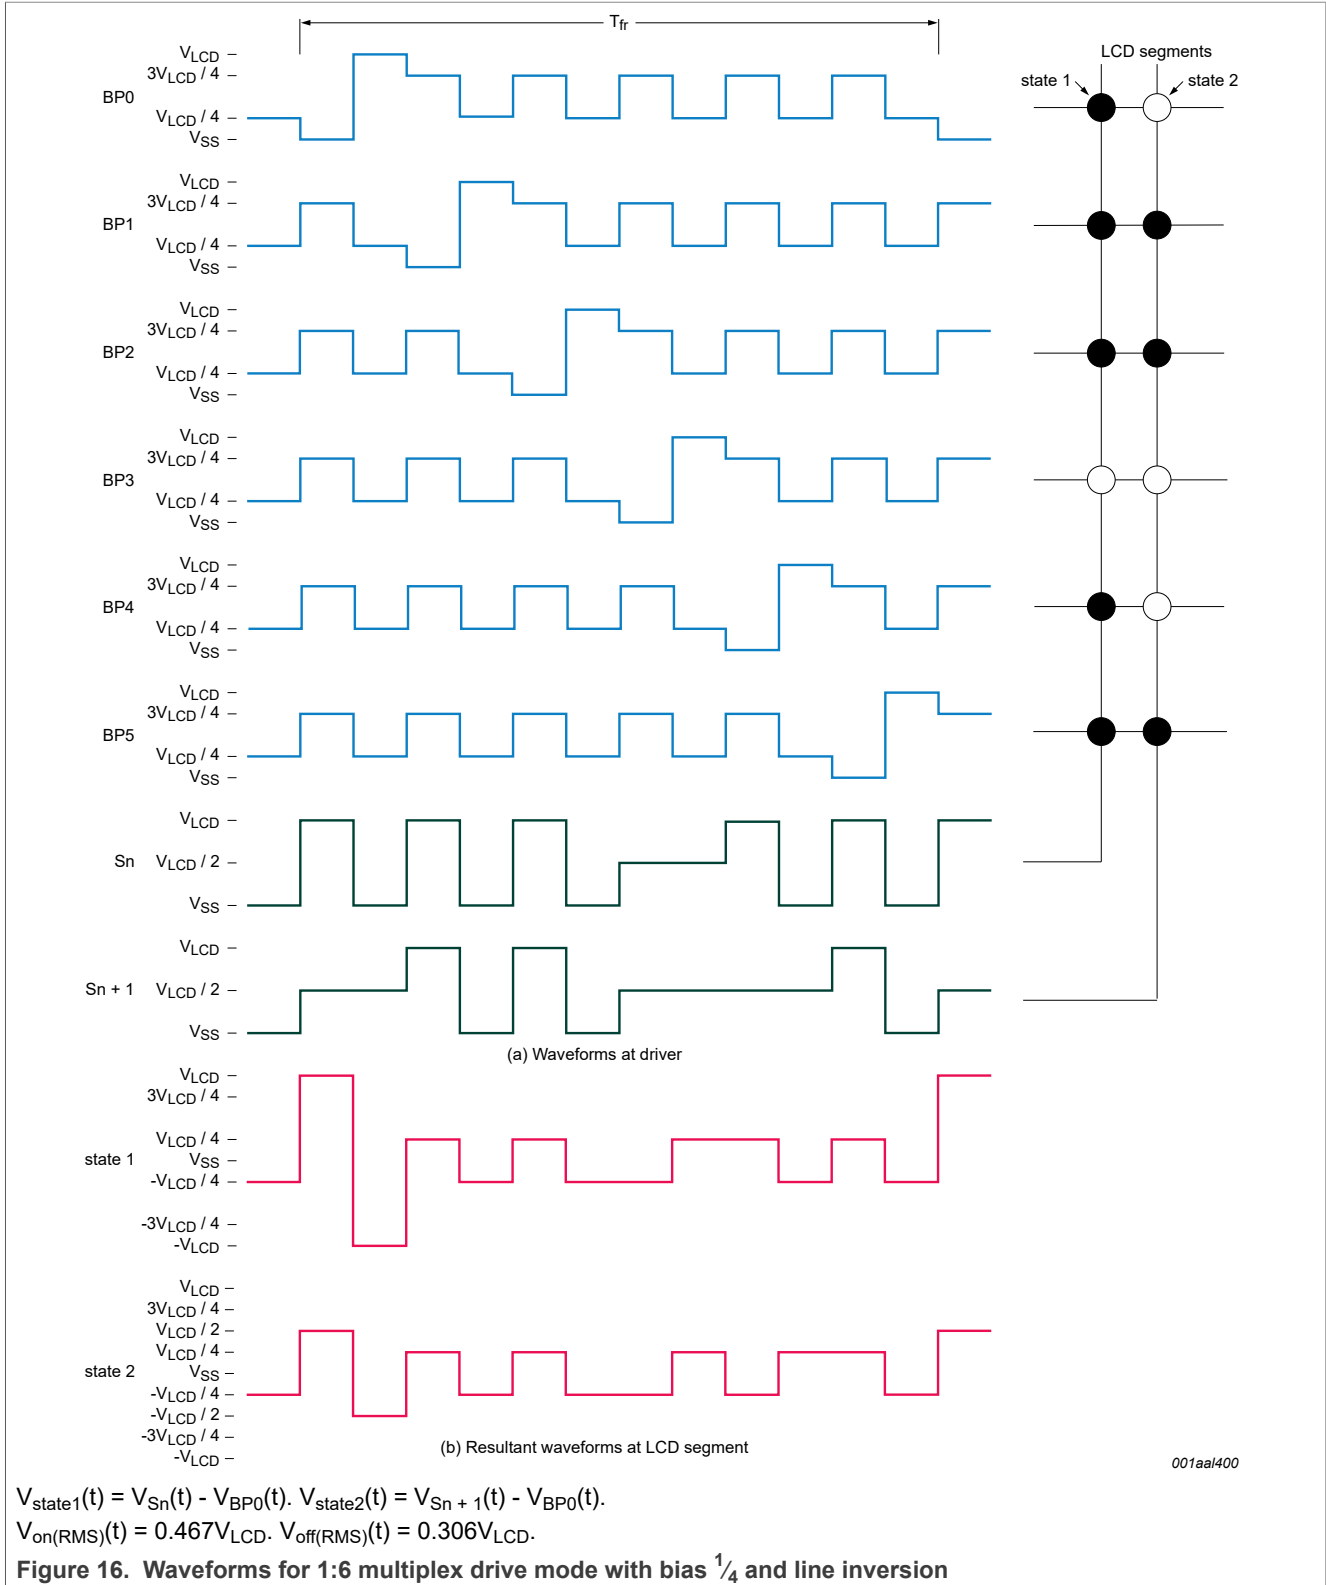 Tfr
LCD segments
state 1
state 2
VLCD
3VLCD / 4
BP0
VLCD / 4
VSS
VLCD
3VLCD / 4
BP1
VLCD / 4
VSS
VLCD
3VLCD / 4
BP2
VLCD / 4
VSS
VLCD
3VLCD / 4
BP3
VLCD / 4
VSS
VLCD
3VLCD / 4
BP4
VLCD / 4
VSS
VLCD
3VLCD / 4
BP5
VLCD / 4
VSS
VLCD
Sn VLCD / 2
VSS
VLCD
Sn + 1 VLCD / 2
VSS
(a) Waveforms at driver
VLCD
3VLCD / 4
VLCD / 4
state 1 VSS
-VLCD / 4
-3VLCD / 4
-VLCD
VLCD
3VLCD / 4
VLCD / 2
VLCD / 4
state 2 VSS
-VLCD / 4
-VLCD / 2
-3VLCD / 4
-VLCD
(b) Resultant waveforms at LCD segment
001aal400
Vstate1(t) = VSn(t) - VBP0(t). Vstate2(t) = VSn + 1(t) - VBP0(t).
Von(RMS)(t) = 0.467VLCD. Voff(RMS)(t) = 0.306VLCD.
Figure 16. Waveforms for 1:6 multiplex drive mode with bias 1/4 and line inversion